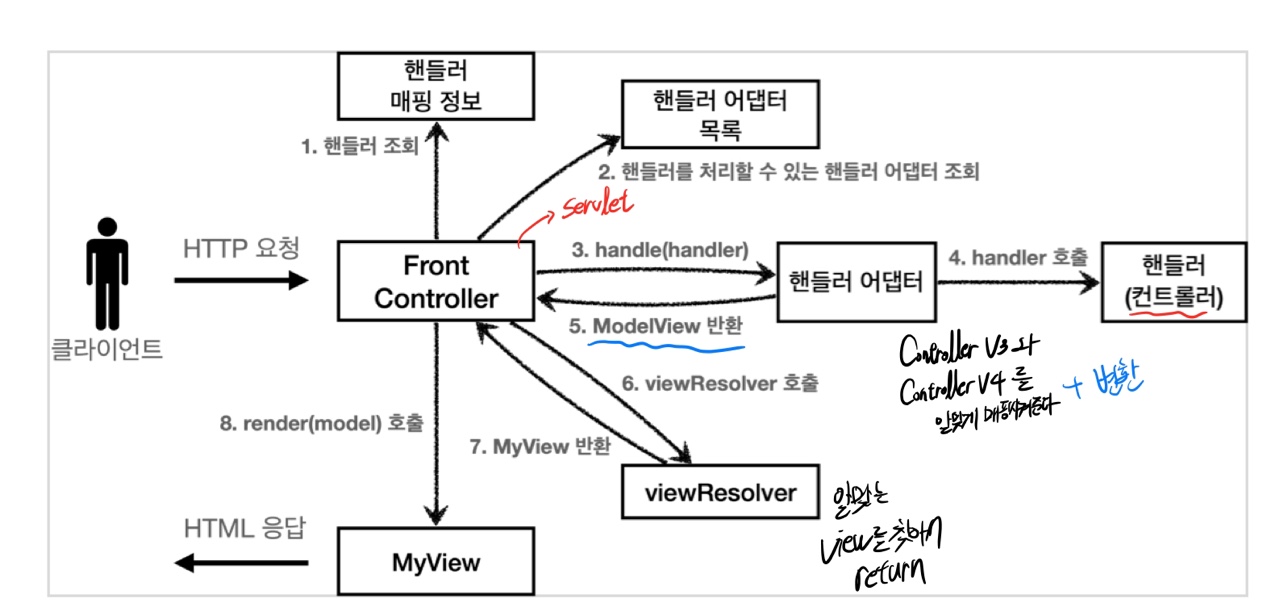 핸들러
매핑 정보
핸들러 어댑터
목록
1. 핸들러 조회
2. 핸들러를 처리할 수 있는 핸들러 어댑터 조회
servlet
HTTP 요청
Front
Controller
3. handle(handler)
핸들러 어댑터
4. handler 호출
핸들러
(컨트롤러)
5. ModelView 반환
클라이언트
Controller V3 와
Controller V4 를
알맞게 매핑시켜준다
+ 변환
6. viewResolver 호출
8. render(model) 호출
7. MyView 반환
viewResolver
알맞는
view를 찾아서
return
HTML 응답
MyView